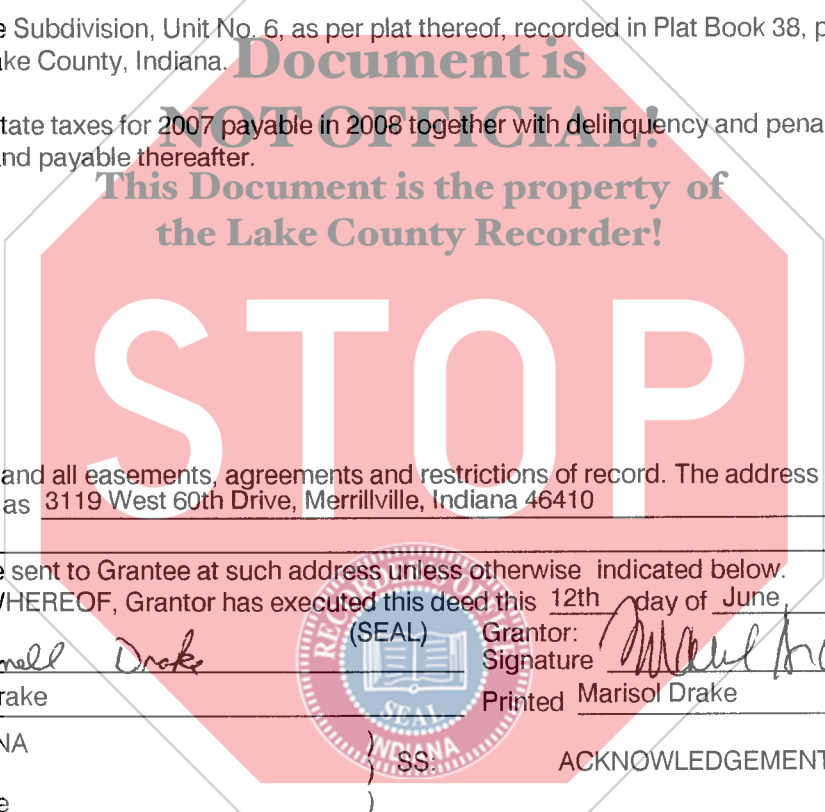 e Subdivision, Unit No. 6, as per plat thereof, recorded in Plat Book 38, p
ke County, Indiana.
Document is
NOT OFFICIAL!
tate taxes for 2007 payable in 2008 together with delinquency and pena
nd payable thereafter.
This Document is the property of
the Lake County Recorder!
STOP
and all easements, agreements and restrictions of record. The address
as 3119 West 60th Drive, Merrillville, Indiana 46410
e sent to Grantee at such address unless otherwise indicated below.
WHEREOF, Grantor has executed this deed this 12th day of June
(SEAL) Grantor:
nell Drake Signature
rake Printed Marisol Drake
NA ) SS: ACKNOWLEDGEMENT
e )
SEAL
INDIANA